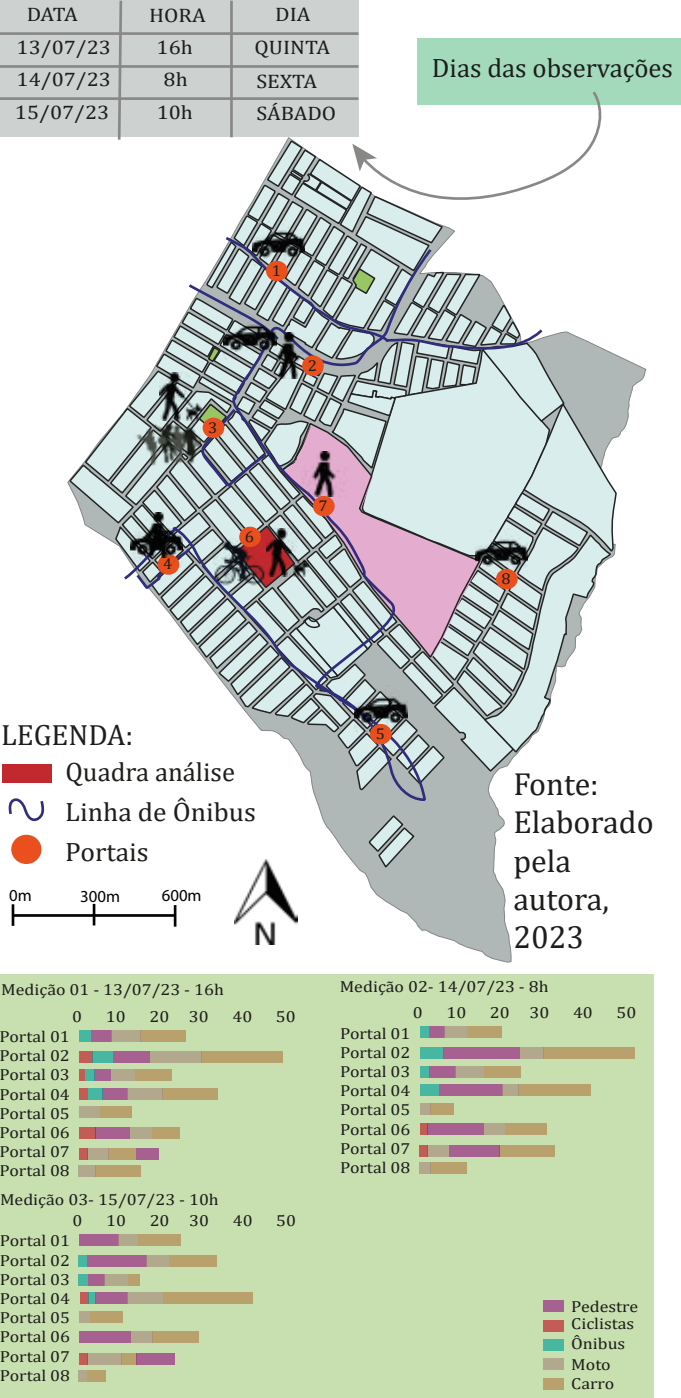 DATA HORA DIA
13/07/23 16h QUINTA
14/07/23 8h SEXTA
15/07/23 10h SÁBADO
Dias das observações
1
2
3
7
6
4
8
5
LEGENDA:
Quadra análise
Linha de Ônibus
Portais
0m 300m 600m
N
Fonte:
Elaborado
pela
autora,
2023
Medição 01 - 13/07/23 - 16h
0 10 20 30 40 50
Portal 01
Portal 02
Portal 03
Portal 04
Portal 05
Portal 06
Portal 07
Portal 08
Medição 02- 14/07/23 - 8h
0 10 20 30 40 50
Portal 01
Portal 02
Portal 03
Portal 04
Portal 05
Portal 06
Portal 07
Portal 08
Medição 03- 15/07/23 - 10h
0 10 20 30 40 50
Portal 01
Portal 02
Portal 03
Portal 04
Portal 05
Portal 06
Portal 07
Portal 08
Pedestre
Ciclistas
Ônibus
Moto
Carro